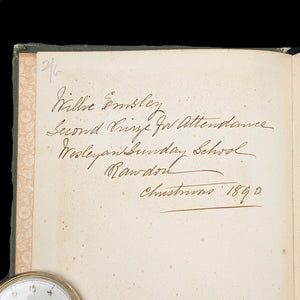 2/6
Willie Emsley
Second Prize for Attendance
Wesleyan Sunday School
Rawdon
Christmas 1890